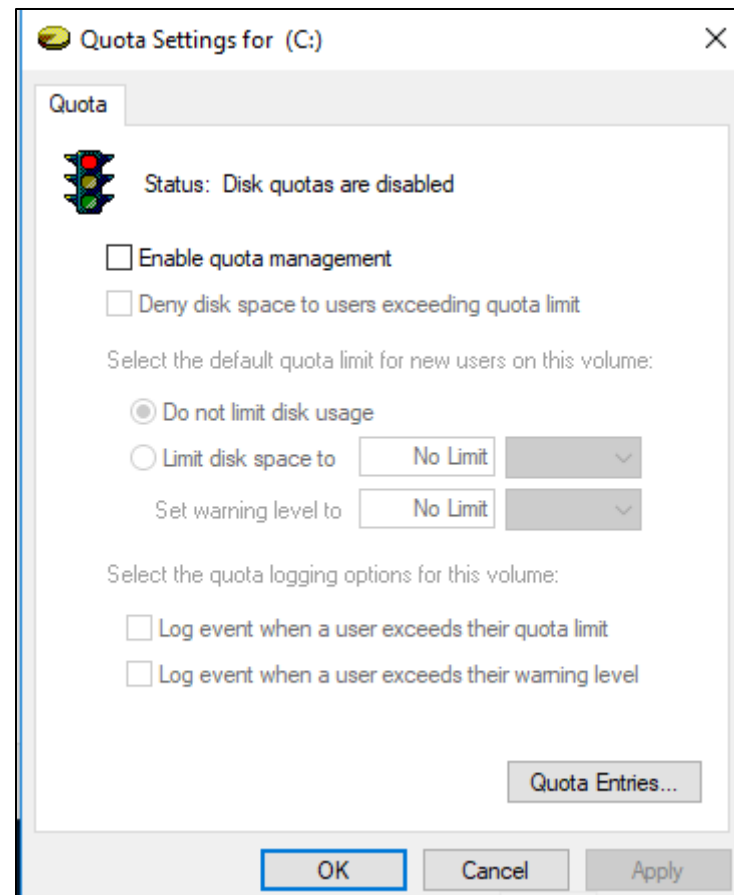 Quota Settings for (C:)
Quota
Status: Disk quotas are disabled
Enable quota management
Deny disk space to users exceeding quota limit
Select the default quota limit for new users on this volume:
Do not limit disk usage
Limit disk space to No Limit
Set warning level to No Limit
Select the quota logging options for this volume:
Log event when a user exceeds their quota limit
Log event when a user exceeds their warning level
Quota Entries...
OK Cancel Apply